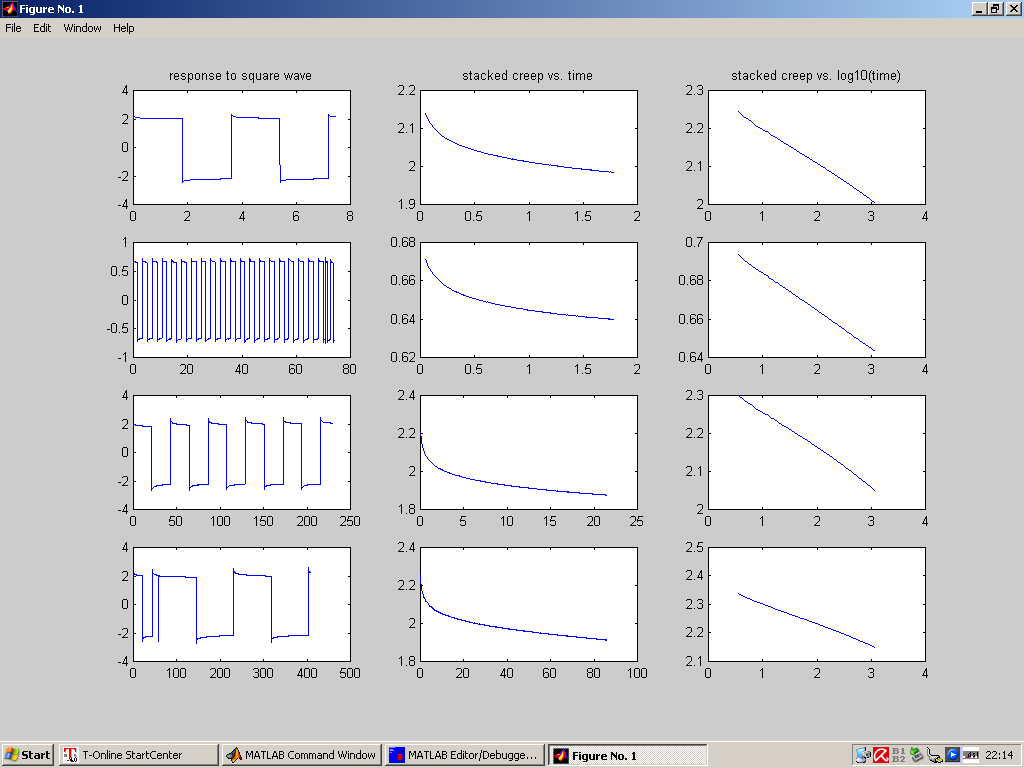 Figure No. 1
File Edit Window Help
response to square wave stacked creep vs. time stacked creep vs. log10(time)
4 2.2 2.3
2 2.1 2.2
0 2 2.1
-2
-4 1.9 2
0 2 4 6 8 0 0.5 1 1.5 2 0 1 2 3 4
1 0.68 0.7
0.5 0.66 0.68
0 0.64 0.66
-0.5
-1 0.62 0.64
0 20 40 60 80 0 0.5 1 1.5 2 0 1 2 3 4
4 2.4 2.3
2 2.2 2.2
0 2 2.1
-2
-4 1.8 2
0 50 100 150 200 250 0 5 10 15 20 25 0 1 2 3 4
4 2.4 2.5
2 2.2 2.4
0 2 2.3
-2 2.2
-4 1.8 2.1
0 100 200 300 400 500 0 20 40 60 80 100 0 1 2 3 4
Start T-Online StartCenter MATLAB Command Window MATLAB Editor/Debugge... Figure No. 1 B1 B2 22:14